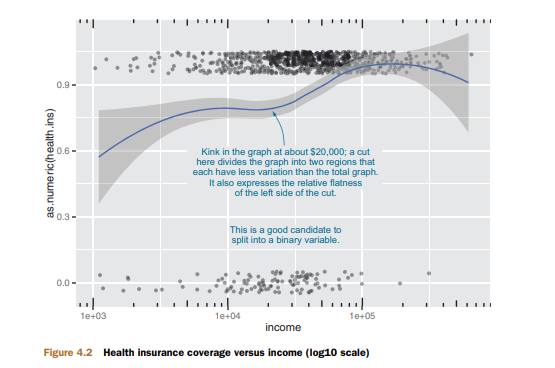 0.9
0.6
0.3
0.0
as.numeric(health.ins)
Kink in the graph at about $20,000; a cut
here divides the graph into two regions that
each have less variation than the total graph.
It also expresses the relative flatness
of the left side of the cut.
This is a good candidate to
split into a binary variable.
1e+03 1e+04 1e+05
income
Figure 4.2 Health insurance coverage versus income (log10 scale)